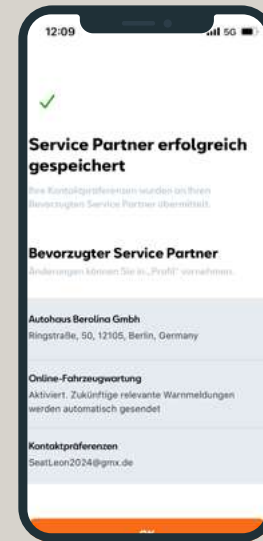 12:09
5G
Service Partner erfolgreich
gespeichert
Ihre Kontaktpräferenzen wurden an Ihren
Bevorzugten Service Partner übermittelt.
Bevorzugter Service Partner
Änderungen können Sie in „Profil" vornehmen.
Autohaus Berolina Gmbh
Ringstraße, 50, 12105, Berlin, Germany
Online-Fahrzeugwartung
Aktiviert. Zukünftige relevante Warnmeldungen
werden automatisch gesendet
Kontaktpräferenzen
SeatLeon2024@gmx.de
OK